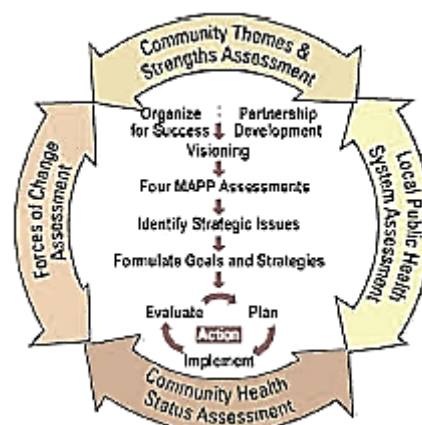 Community Themes &
Strengths Assessment
Organize
for Success
Partnership
Development
Visioning
Four MAPP Assessments
Identify Strategic Issues
Formulate Goals and Strategies
Evaluate
Plan
Action
Implement
Forces of Change
Assessment
Local Public Health
System Assessment
Community Health
Status Assessment